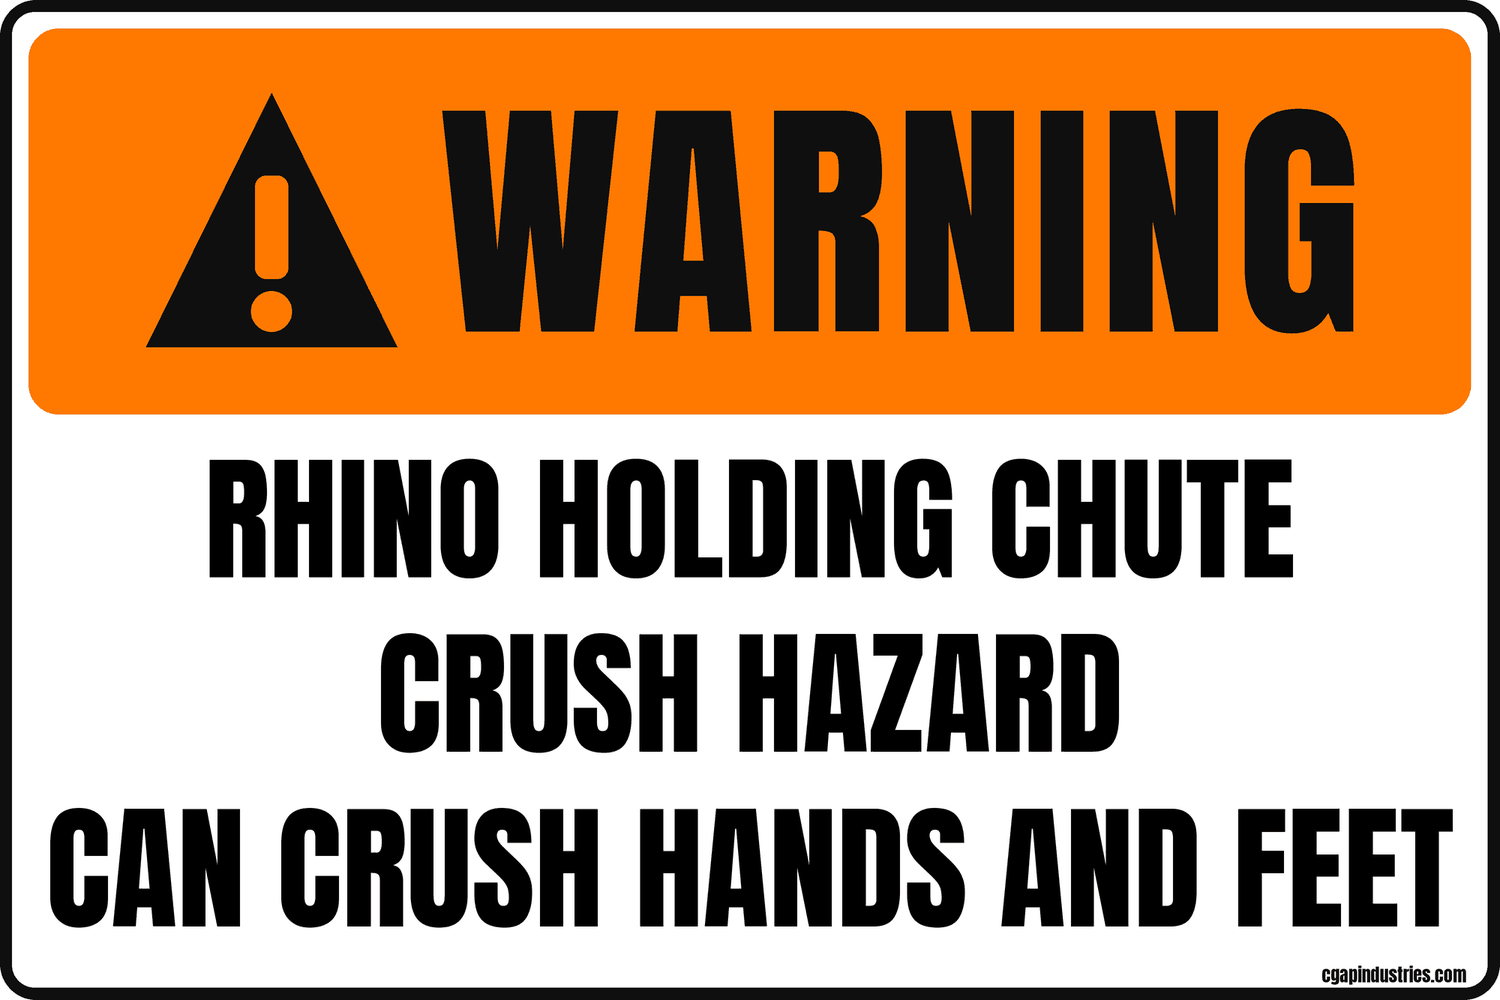 WARNING
RHINO HOLDING CHUTE
CRUSH HAZARD
CAN CRUSH HANDS AND FEET
cgapindustries.com